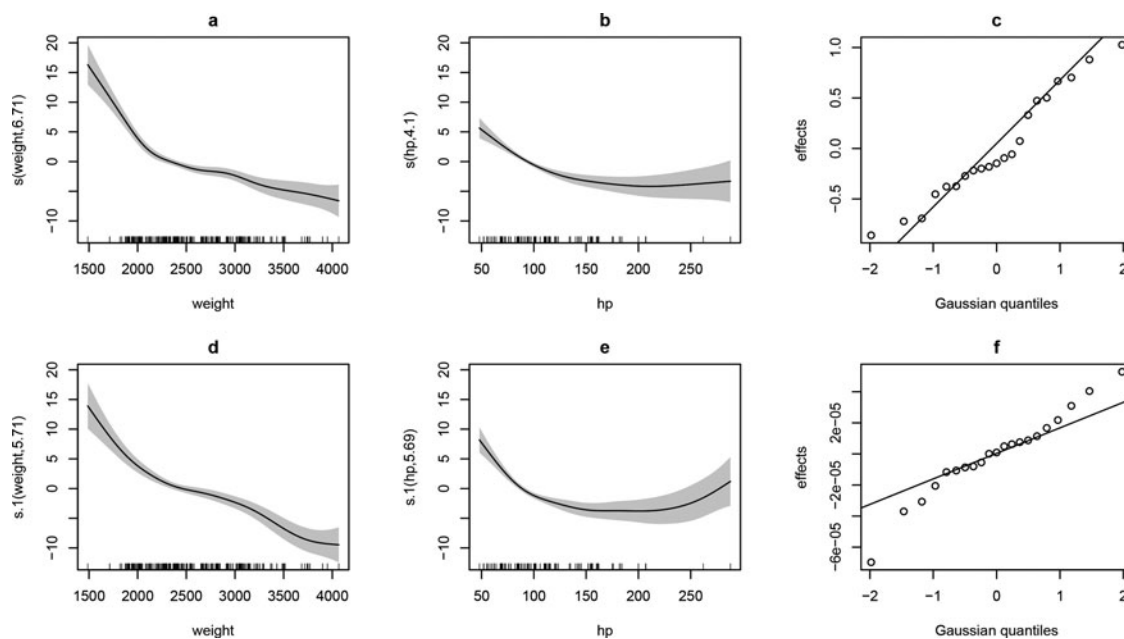 a
s(weight,6.71)
20
15
10
5
0
−10
1500 2000 2500 3000 3500 4000
weight
b
s(hp,4.1)
20
15
10
5
0
−10
50 100 150 200 250
hp
c
effects
1.0
0.5
0.0
−0.5
−2 −1 0 1 2
Gaussian quantiles
d
s.1(weight,5.71)
20
15
10
5
0
−10
1500 2000 2500 3000 3500 4000
weight
e
s.1(hp,5.69)
20
15
10
5
0
−10
50 100 150 200 250
hp
f
effects
2e−05
−2e−05
−6e−05
−2 −1 0 1 2
Gaussian quantiles